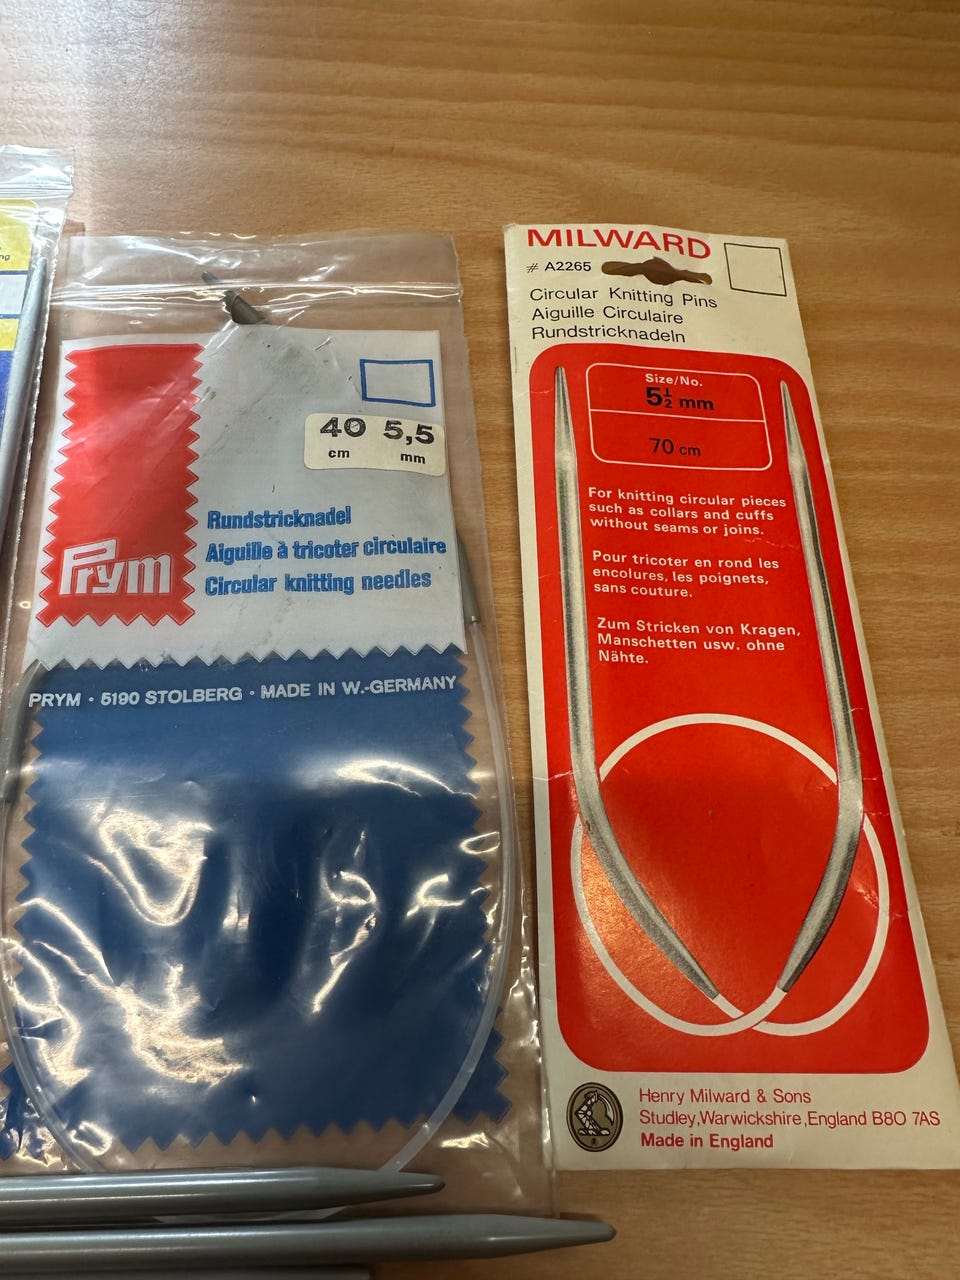 ng
40 5,5
cm mm
Rundstricknadel
Aiguille à tricoter circulaire
Circular knitting needles
Prym
PRYM · 5190 STOLBERG · MADE IN W.-GERMANY
MILWARD
# A2265
Circular Knitting Pins
Aiguille Circulaire
Rundstricknadeln
Size/No.
5½ mm
70 cm
For knitting circular pieces
such as collars and cuffs
without seams or joins.
Pour tricoter en rond les
encolures, les poignets,
sans couture.
Zum Stricken von Kragen,
Manschetten usw. ohne
Nähte.
Henry Milward & Sons
Studley,Warwickshire,England B80 7AS
Made in England